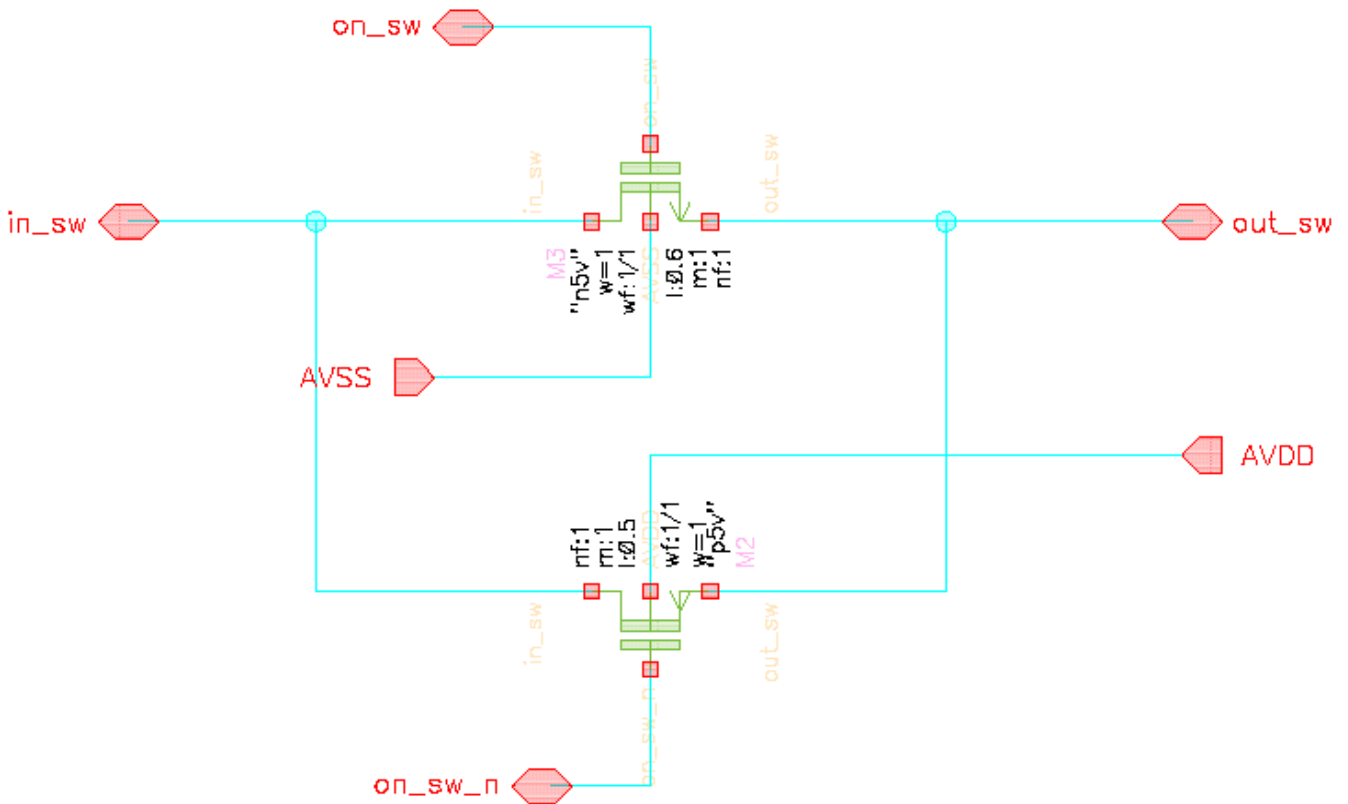 on_sw
on_sw
in_sw
out_sw
in_sw
out_sw
M3
"n5v"
w=1
wf:1/1
AVSS
l:0.6
m:1
nf:1
AVSS
AVDD
nf:1
m:1
l:0.5
AVDD
wf:1/1
w=1
"p5v"
M2
in_sw
out_sw
on_sw_n
on_sw_n